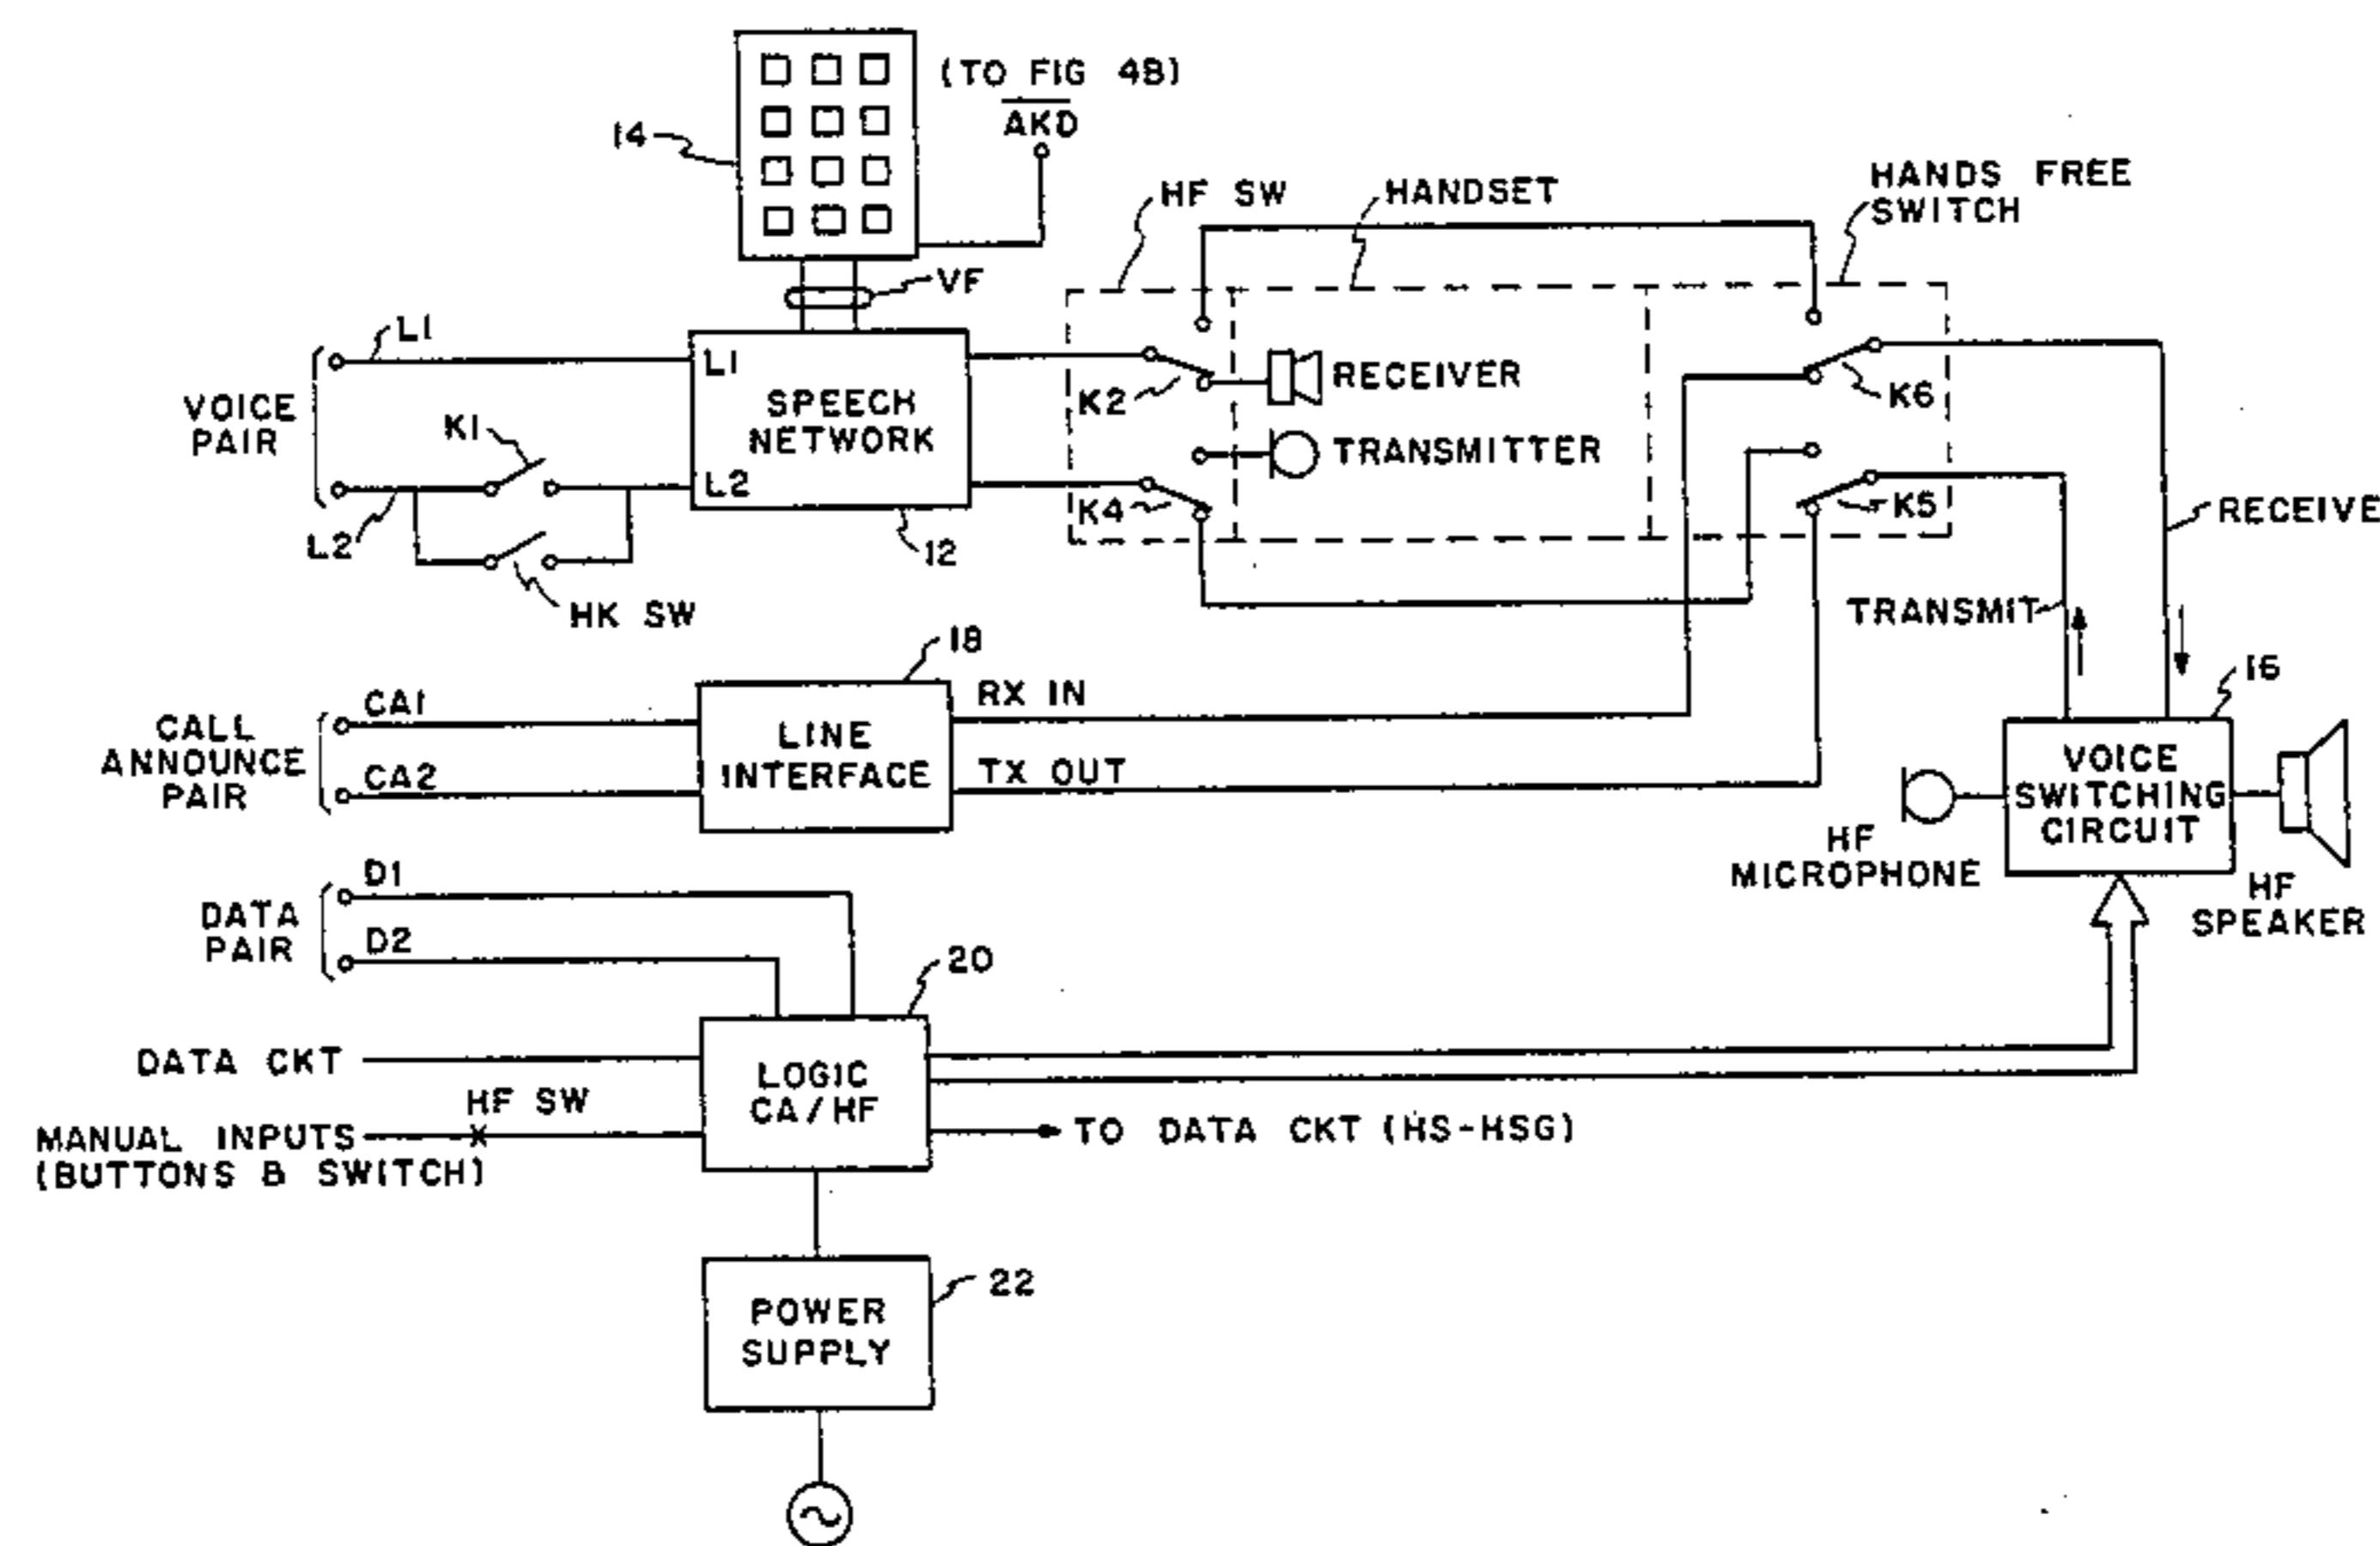 (TO FIG 4B)
AKD
14
HF SW
HANDSET
HANDS FREE
SWITCH
VF
L1
L1
VOICE
PAIR
K1
SPEECH
NETWORK
K2
RECEIVER
K6
TRANSMITTER
L2
L2
K4
K5
RECEIVE
12
HK SW
TRANSMIT
18
16
CALL
ANNOUNCE
PAIR
CA1
CA2
LINE
INTERFACE
RX IN
TX OUT
VOICE
SWITCHING
CIRCUIT
HF
MICROPHONE
HF
SPEAKER
DATA
PAIR
D1
D2
20
DATA CKT
LOGIC
CA/HF
HF SW
MANUAL INPUTS
(BUTTONS & SWITCH)
TO DATA CKT (HS-HSG)
22
POWER
SUPPLY